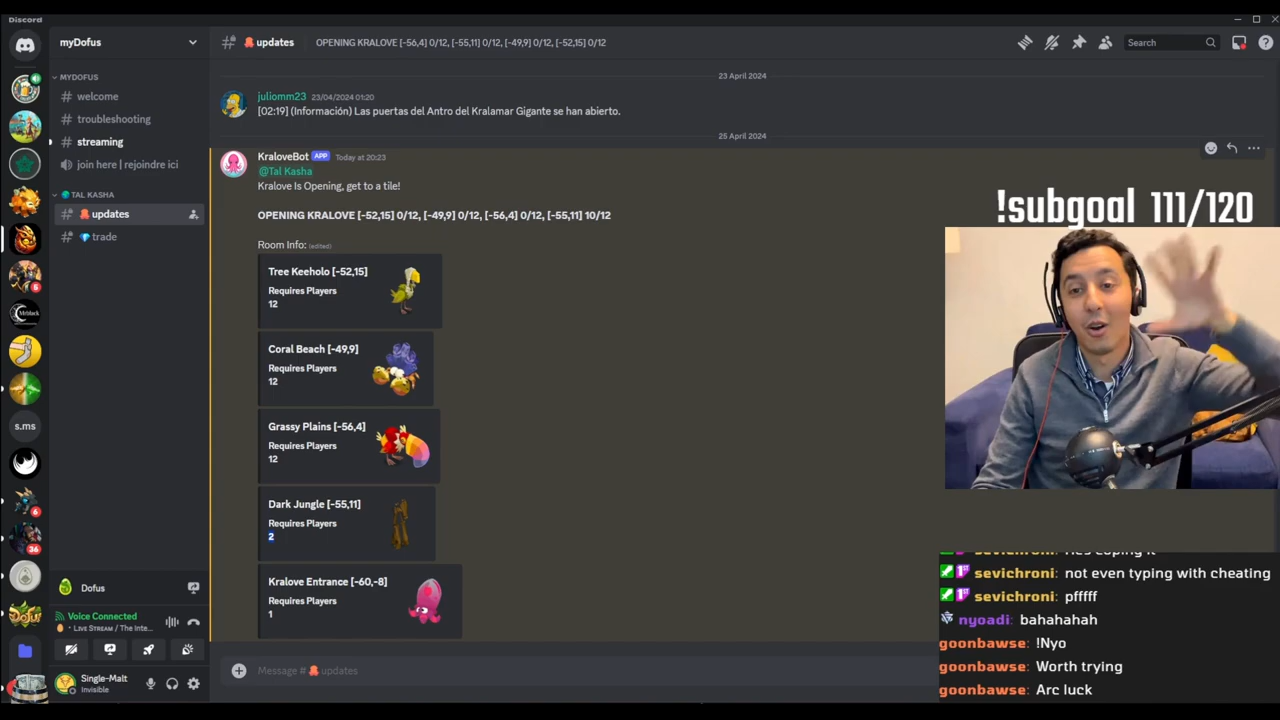 Discord
myDofus
updates
OPENING KRALOVE [-56,4] 0/12, [-55,11] 0/12, [-49,9] 0/12, [-52,15] 0/12
Search
MYDOFUS
welcome
troubleshooting
streaming
join here | rejoindre ici
TAL KASHA
updates
trade
23 April 2024
juliomm23 23/04/2024 01:20
[02:19] (Información) Las puertas del Antro del Kralamar Gigante se han abierto.
25 April 2024
KraloveBot APP Today at 20:23
@Tal Kasha
Kralove Is Opening, get to a tile!
OPENING KRALOVE [-52,15] 0/12, [-49,9] 0/12, [-56,4] 0/12, [-55,11] 10/12
Room Info: (edited)
Tree Keeholo [-52,15]
Requires Players
12
Coral Beach [-49,9]
Requires Players
12
Grassy Plains [-56,4]
Requires Players
12
Dark Jungle [-55,11]
Requires Players
2
Kralove Entrance [-60,-8]
Requires Players
1
Message # updates
5
s.ms
6
36
Dofus
Voice Connected
LIVE STREAM / The Inte...
Single-Malt
Invisible
!subgoal 111/120
sevichroni: not even typing with cheating
sevichroni: pfffff
nyoadi: bahahahah
goonbawse: !Nyo
goonbawse: Worth trying
goonbawse: Arc luck